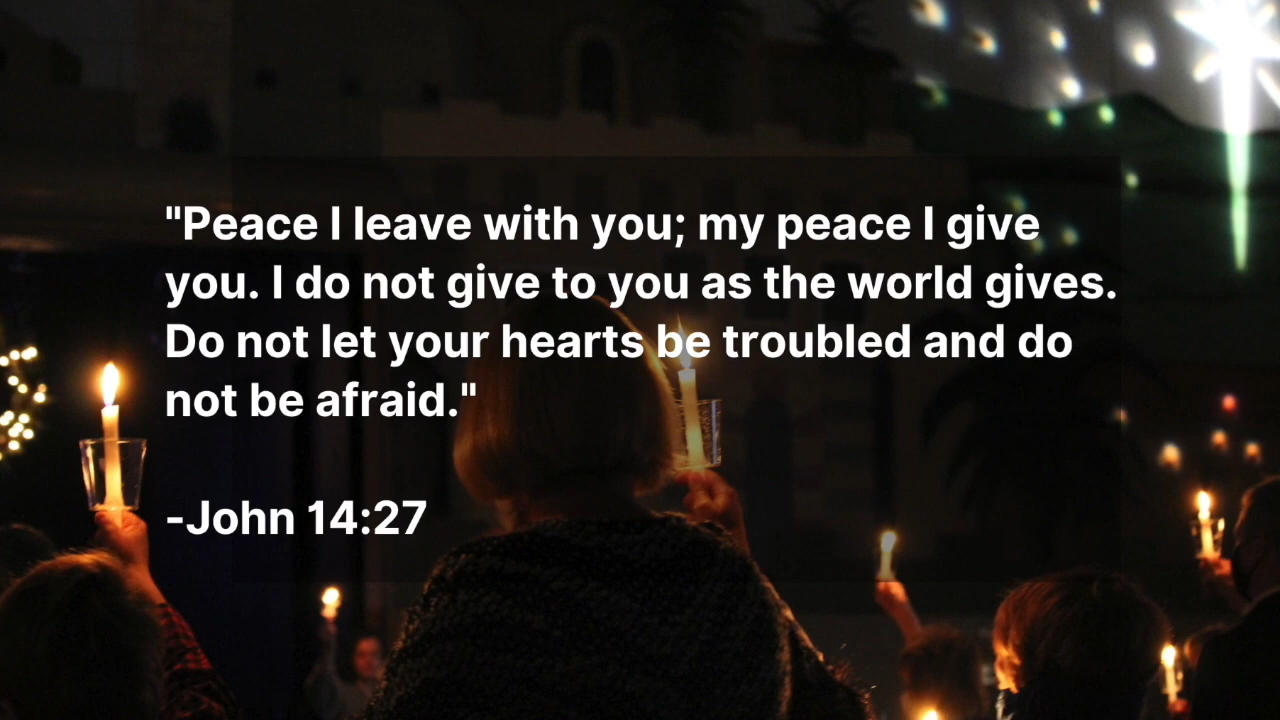 "Peace I leave with you; my peace I give
you. I do not give to you as the world gives.
Do not let your hearts be troubled and do
not be afraid."
-John 14:27